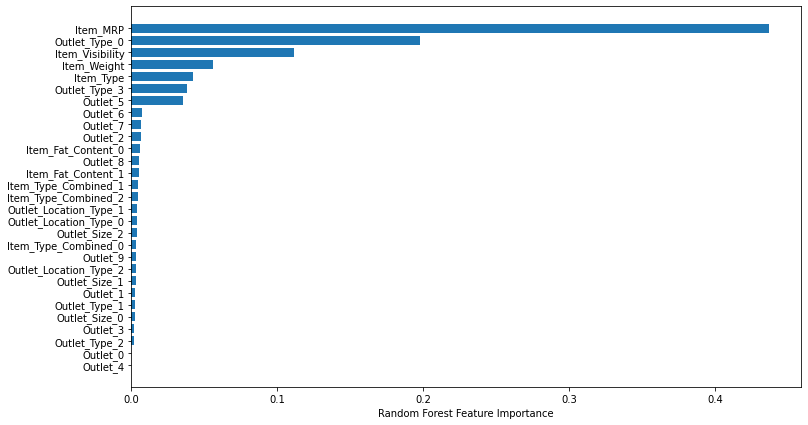 Item_MRP
Outlet_Type_0
Item_Visibility
Item_Weight
Item_Type
Outlet_Type_3
Outlet_5
Outlet_6
Outlet_7
Outlet_2
Item_Fat_Content_0
Outlet_8
Item_Fat_Content_1
Item_Type_Combined_1
Item_Type_Combined_2
Outlet_Location_Type_1
Outlet_Location_Type_0
Outlet_Size_2
Item_Type_Combined_0
Outlet_9
Outlet_Location_Type_2
Outlet_Size_1
Outlet_1
Outlet_Type_1
Outlet_Size_0
Outlet_3
Outlet_Type_2
Outlet_0
Outlet_4
0.0 0.1 0.2 0.3 0.4
Random Forest Feature Importance